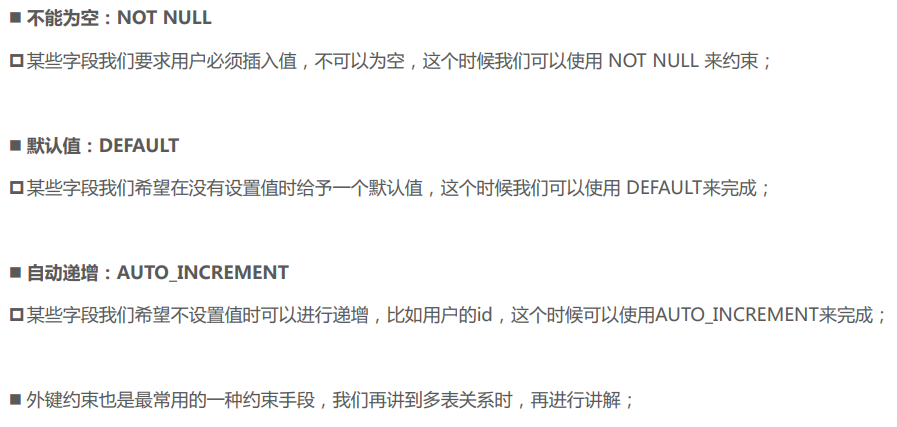 ■ 不能为空：NOT NULL
口 某些字段我们要求用户必须插入值，不可以为空，这个时候我们可以使用 NOT NULL 来约束；
■ 默认值：DEFAULT
口 某些字段我们希望在没有设置值时给予一个默认值，这个时候我们可以使用 DEFAULT来完成；
■ 自动递增：AUTO_INCREMENT
口 某些字段我们希望不设置值时可以进行递增，比如用户的id，这个时候可以使用AUTO_INCREMENT来完成；
■ 外键约束也是最常用的一种约束手段，我们再讲到多表关系时，再进行讲解；